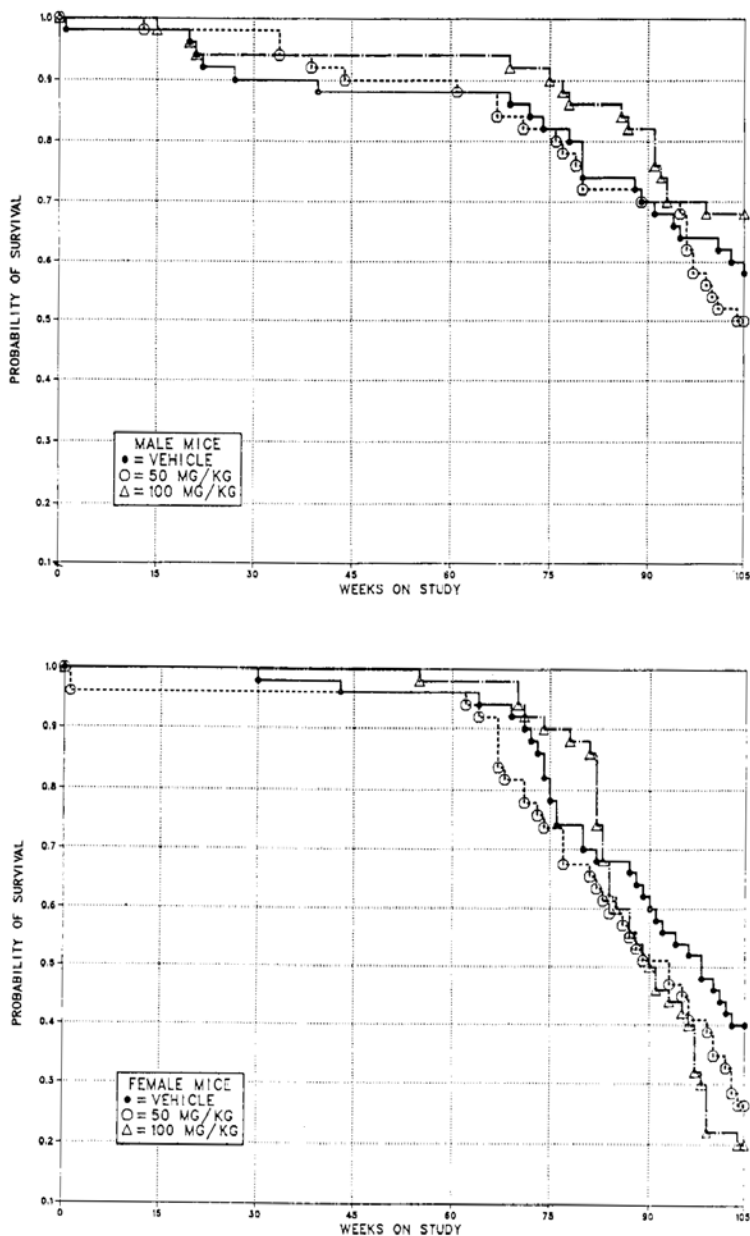 1.0
0.9
0.8
0.7
0.6
0.5
0.4
0.3
0.2
0.1
PROBABILITY OF SURVIVAL
MALE MICE
● = VEHICLE
○ = 50 MG/KG
△ = 100 MG/KG
0 15 30 45 60 75 90 105
WEEKS ON STUDY
1.0
0.9
0.8
0.7
0.6
0.5
0.4
0.3
0.2
0.1
PROBABILITY OF SURVIVAL
FEMALE MICE
● = VEHICLE
○ = 50 MG/KG
△ = 100 MG/KG
0 15 30 45 60 75 90 105
WEEKS ON STUDY